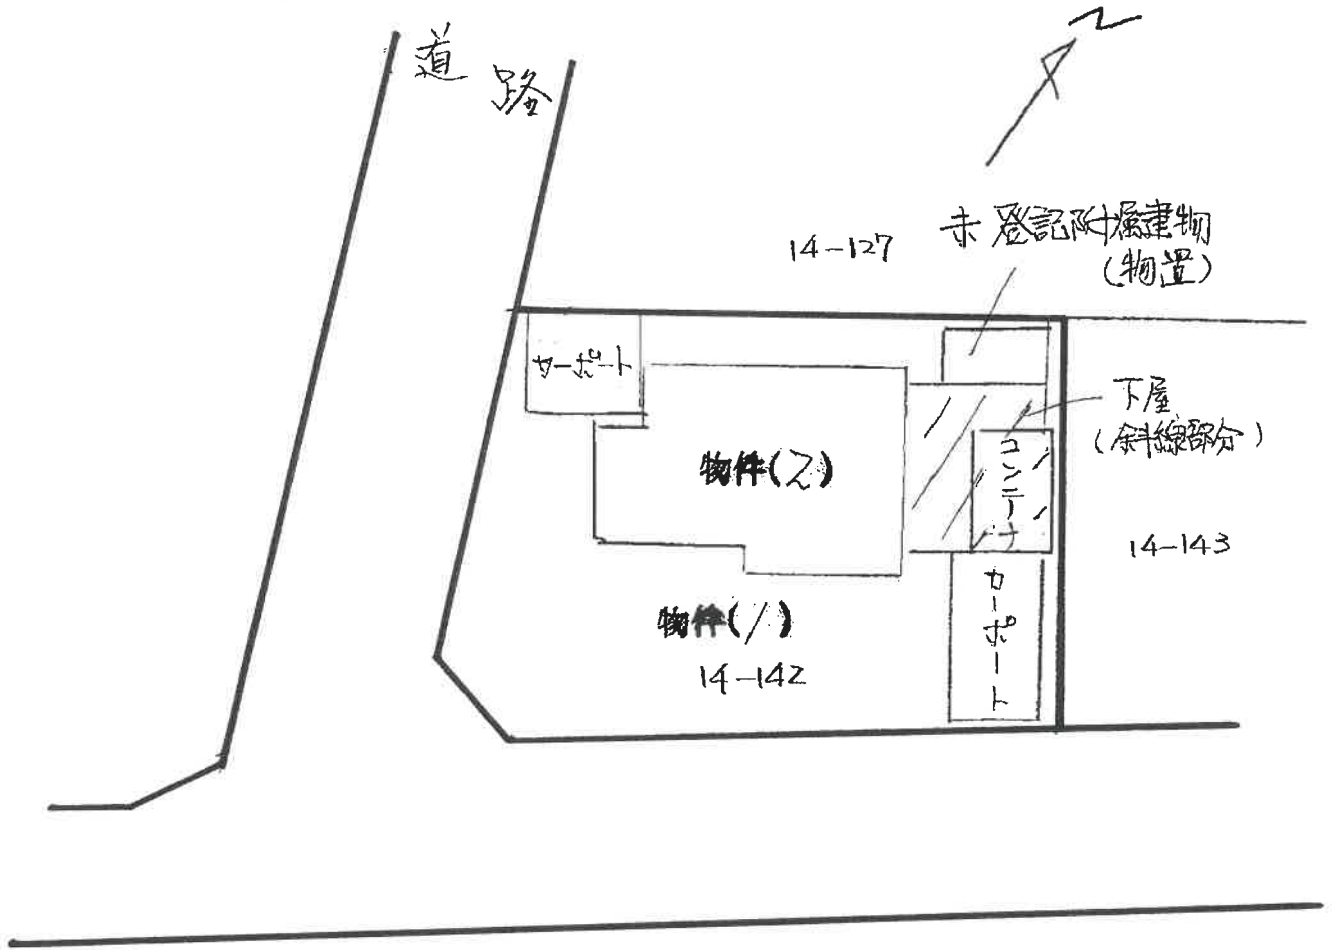 道路
N
未登記附属建物
(物置)
14-127
カーポート
下屋
(斜線部分)
物件(2)
コンテナ
14-143
カーポート
物件(1)
14-142